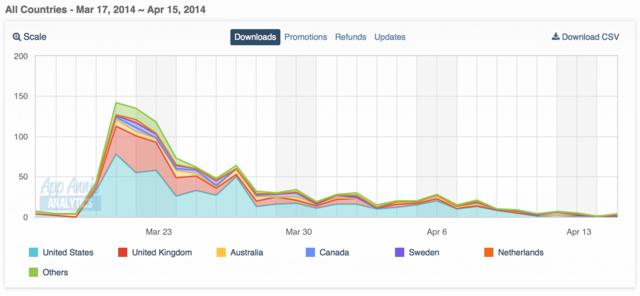 All Countries - Mar 17, 2014 ~ Apr 15, 2014
Scale
Downloads Promotions Refunds Updates
Download CSV
200
150
100
50
0
App Annie
ANALYTICS
Mar 23 Mar 30 Apr 6 Apr 13
United States United Kingdom Australia Canada Sweden Netherlands
Others